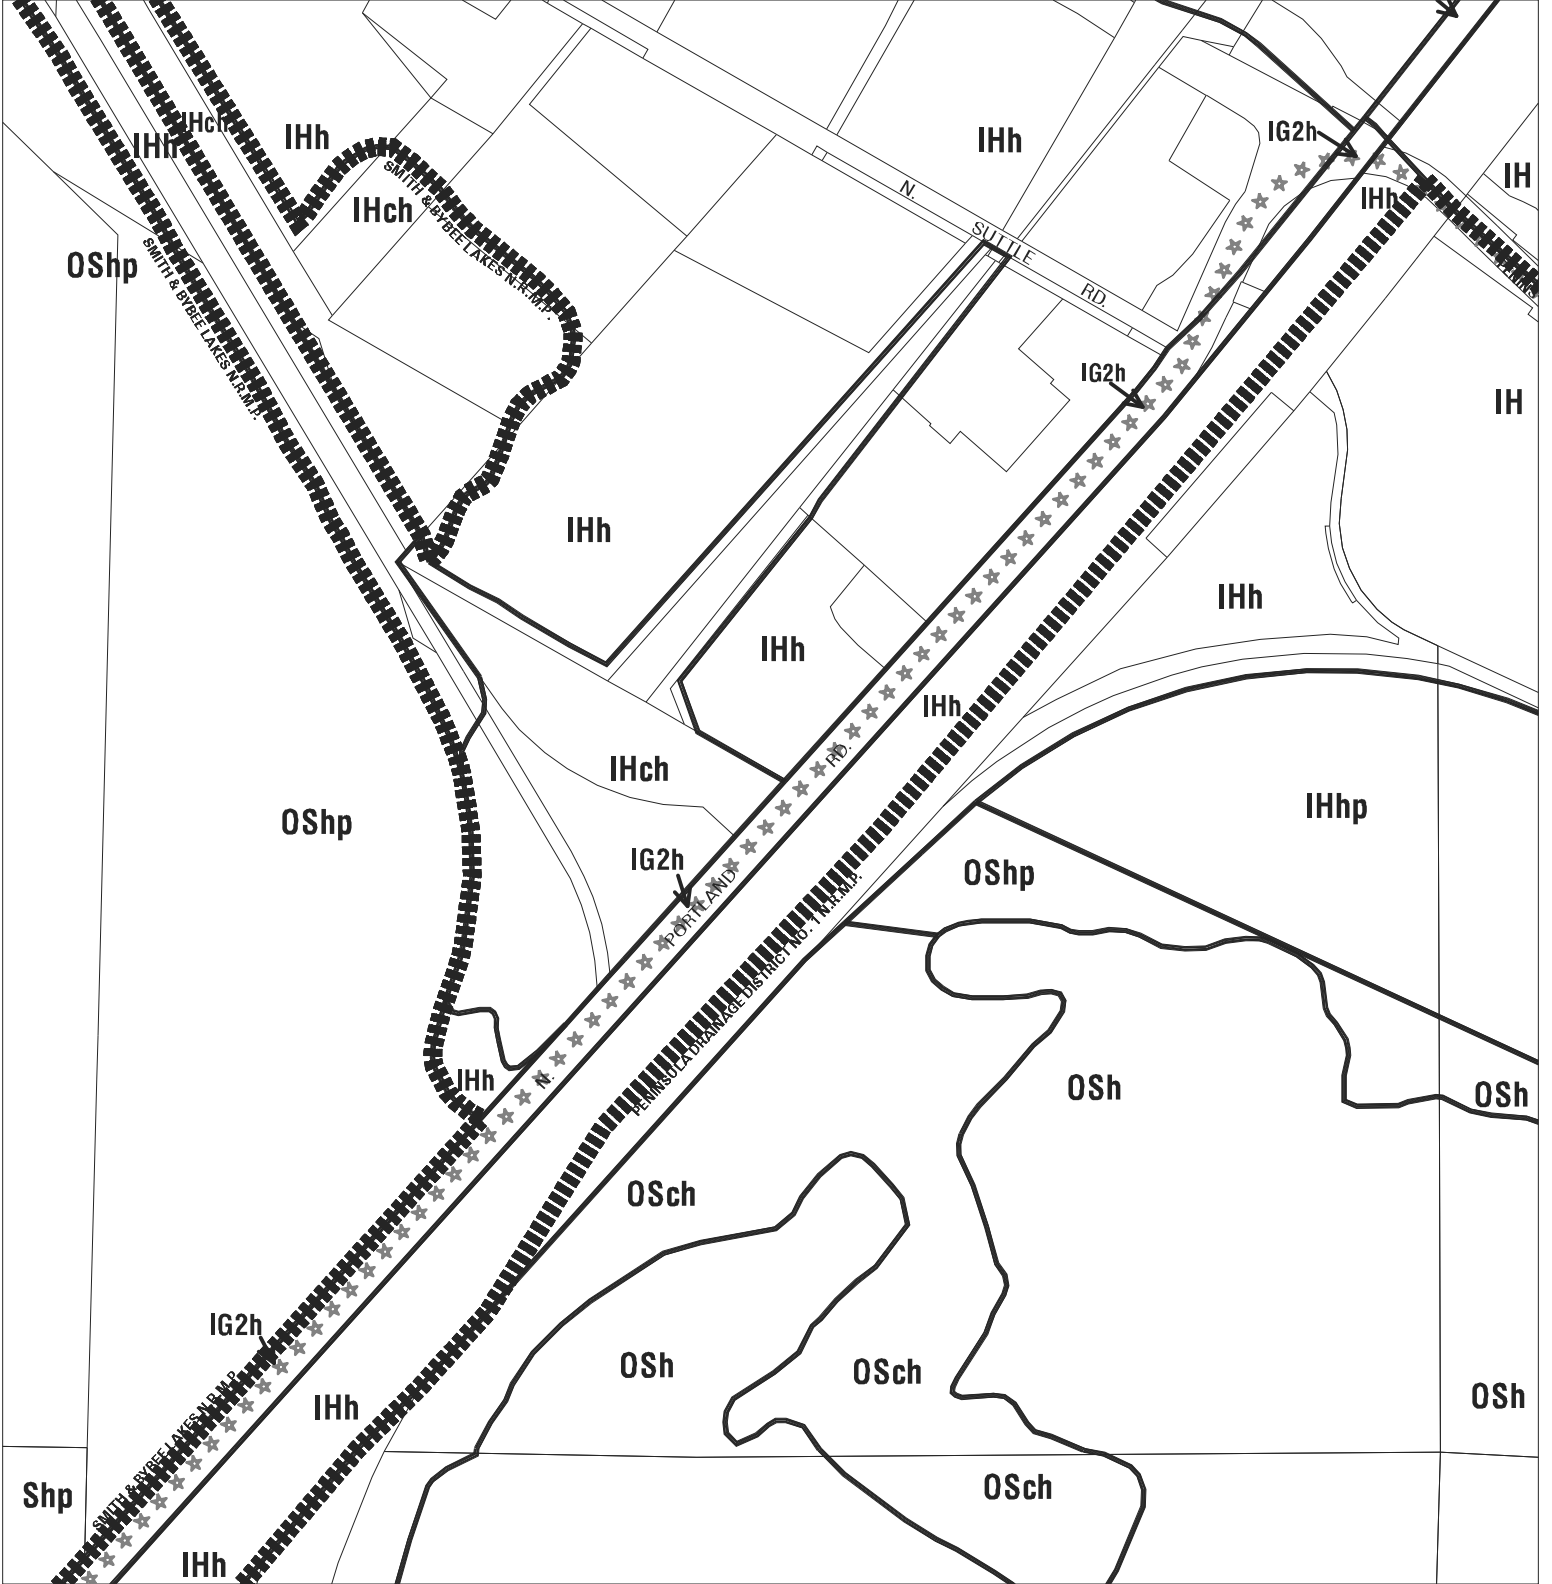 IG2h
IHch
IHh
IHh
IHh
IH
SMITH & BYBEE LAKES N.R.M.P.
N.
IHh
IHch
SUTTLE
OShp
SMITH & BYBEE LAKES N.R.M.P.
RD.
IG2h
IH
IHh
IHh
IHh
IHh
RD.
IHch
IHhp
OShp
IG2h
OShp
PORTLAND
PENINSULA DRAINAGE DISTRICT NO. 1 N.R.M.P.
IHh
N.
OSh
OSh
OSch
IG2h
OSh
OSch
OSh
IHh
SMITH & BYBEE LAKES N.R.M.P.
OSch
Shp
IHh